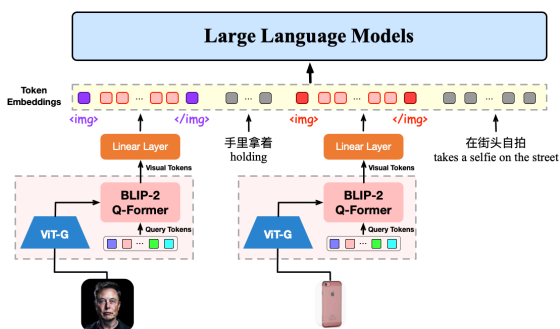 Large Language Models
Token
Embeddings
... ... ... ...
<img> </img> <img> </img>
Linear Layer
手里拿着
holding
Linear Layer
在街头自拍
takes a selfie on the street
Visual Tokens
Visual Tokens
BLIP-2
Q-Former
BLIP-2
Q-Former
ViT-G
Query Tokens
...
ViT-G
Query Tokens
...